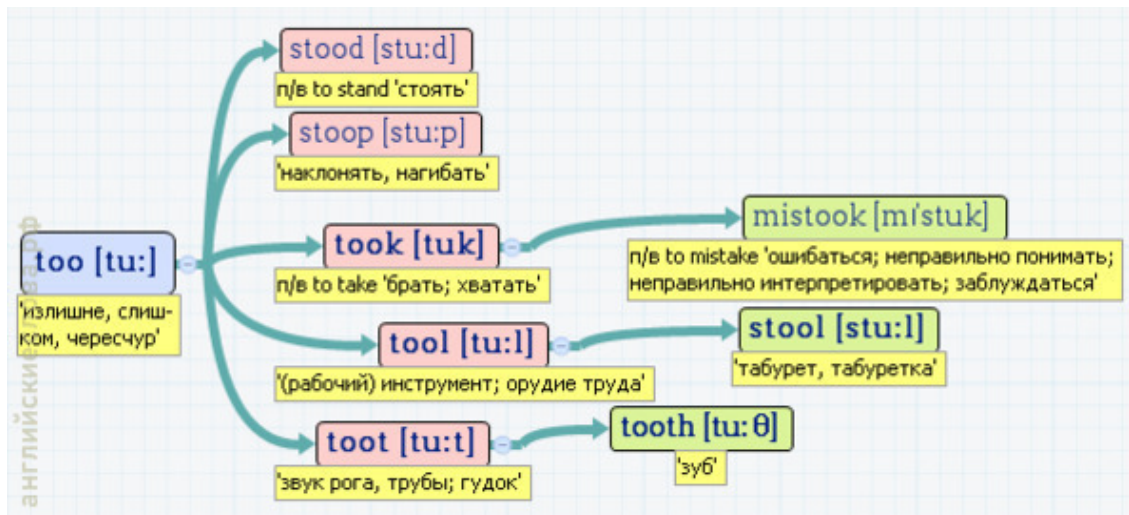 stood [stu:d]
п/в to stand 'стоять'
stoop [stu:p]
'наклонять, нагибать'
too [tu:]
'излишне, слиш-
ком, чересчур'
took [tuk]
п/в to take 'брать; хватать'
mistook [mɪ'stuk]
п/в to mistake 'ошибаться; неправильно понимать;
неправильно интерпретировать; заблуждаться'
tool [tu:l]
'(рабочий) инструмент; орудие труда'
stool [stu:l]
'табурет, табуретка'
toot [tu:t]
'звук рога, трубы; гудок'
tooth [tu:θ]
'зуб'
английские